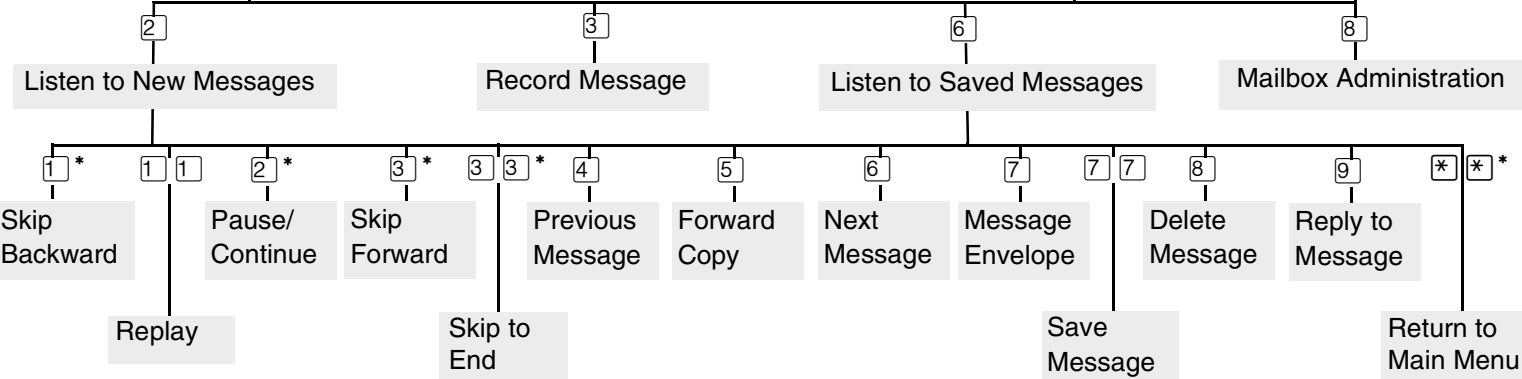 2 3 6 8
Listen to New Messages Record Message Listen to Saved Messages Mailbox Administration
1 * 1 1 2 * 3 * 3 3 * 4 5 6 7 7 7 8 9 * * *
Skip Pause/ Skip Previous Forward Next Message Delete Reply to
Backward Continue Forward Message Copy Message Envelope Message Message
Replay Skip to Save Return to
End Message Main Menu